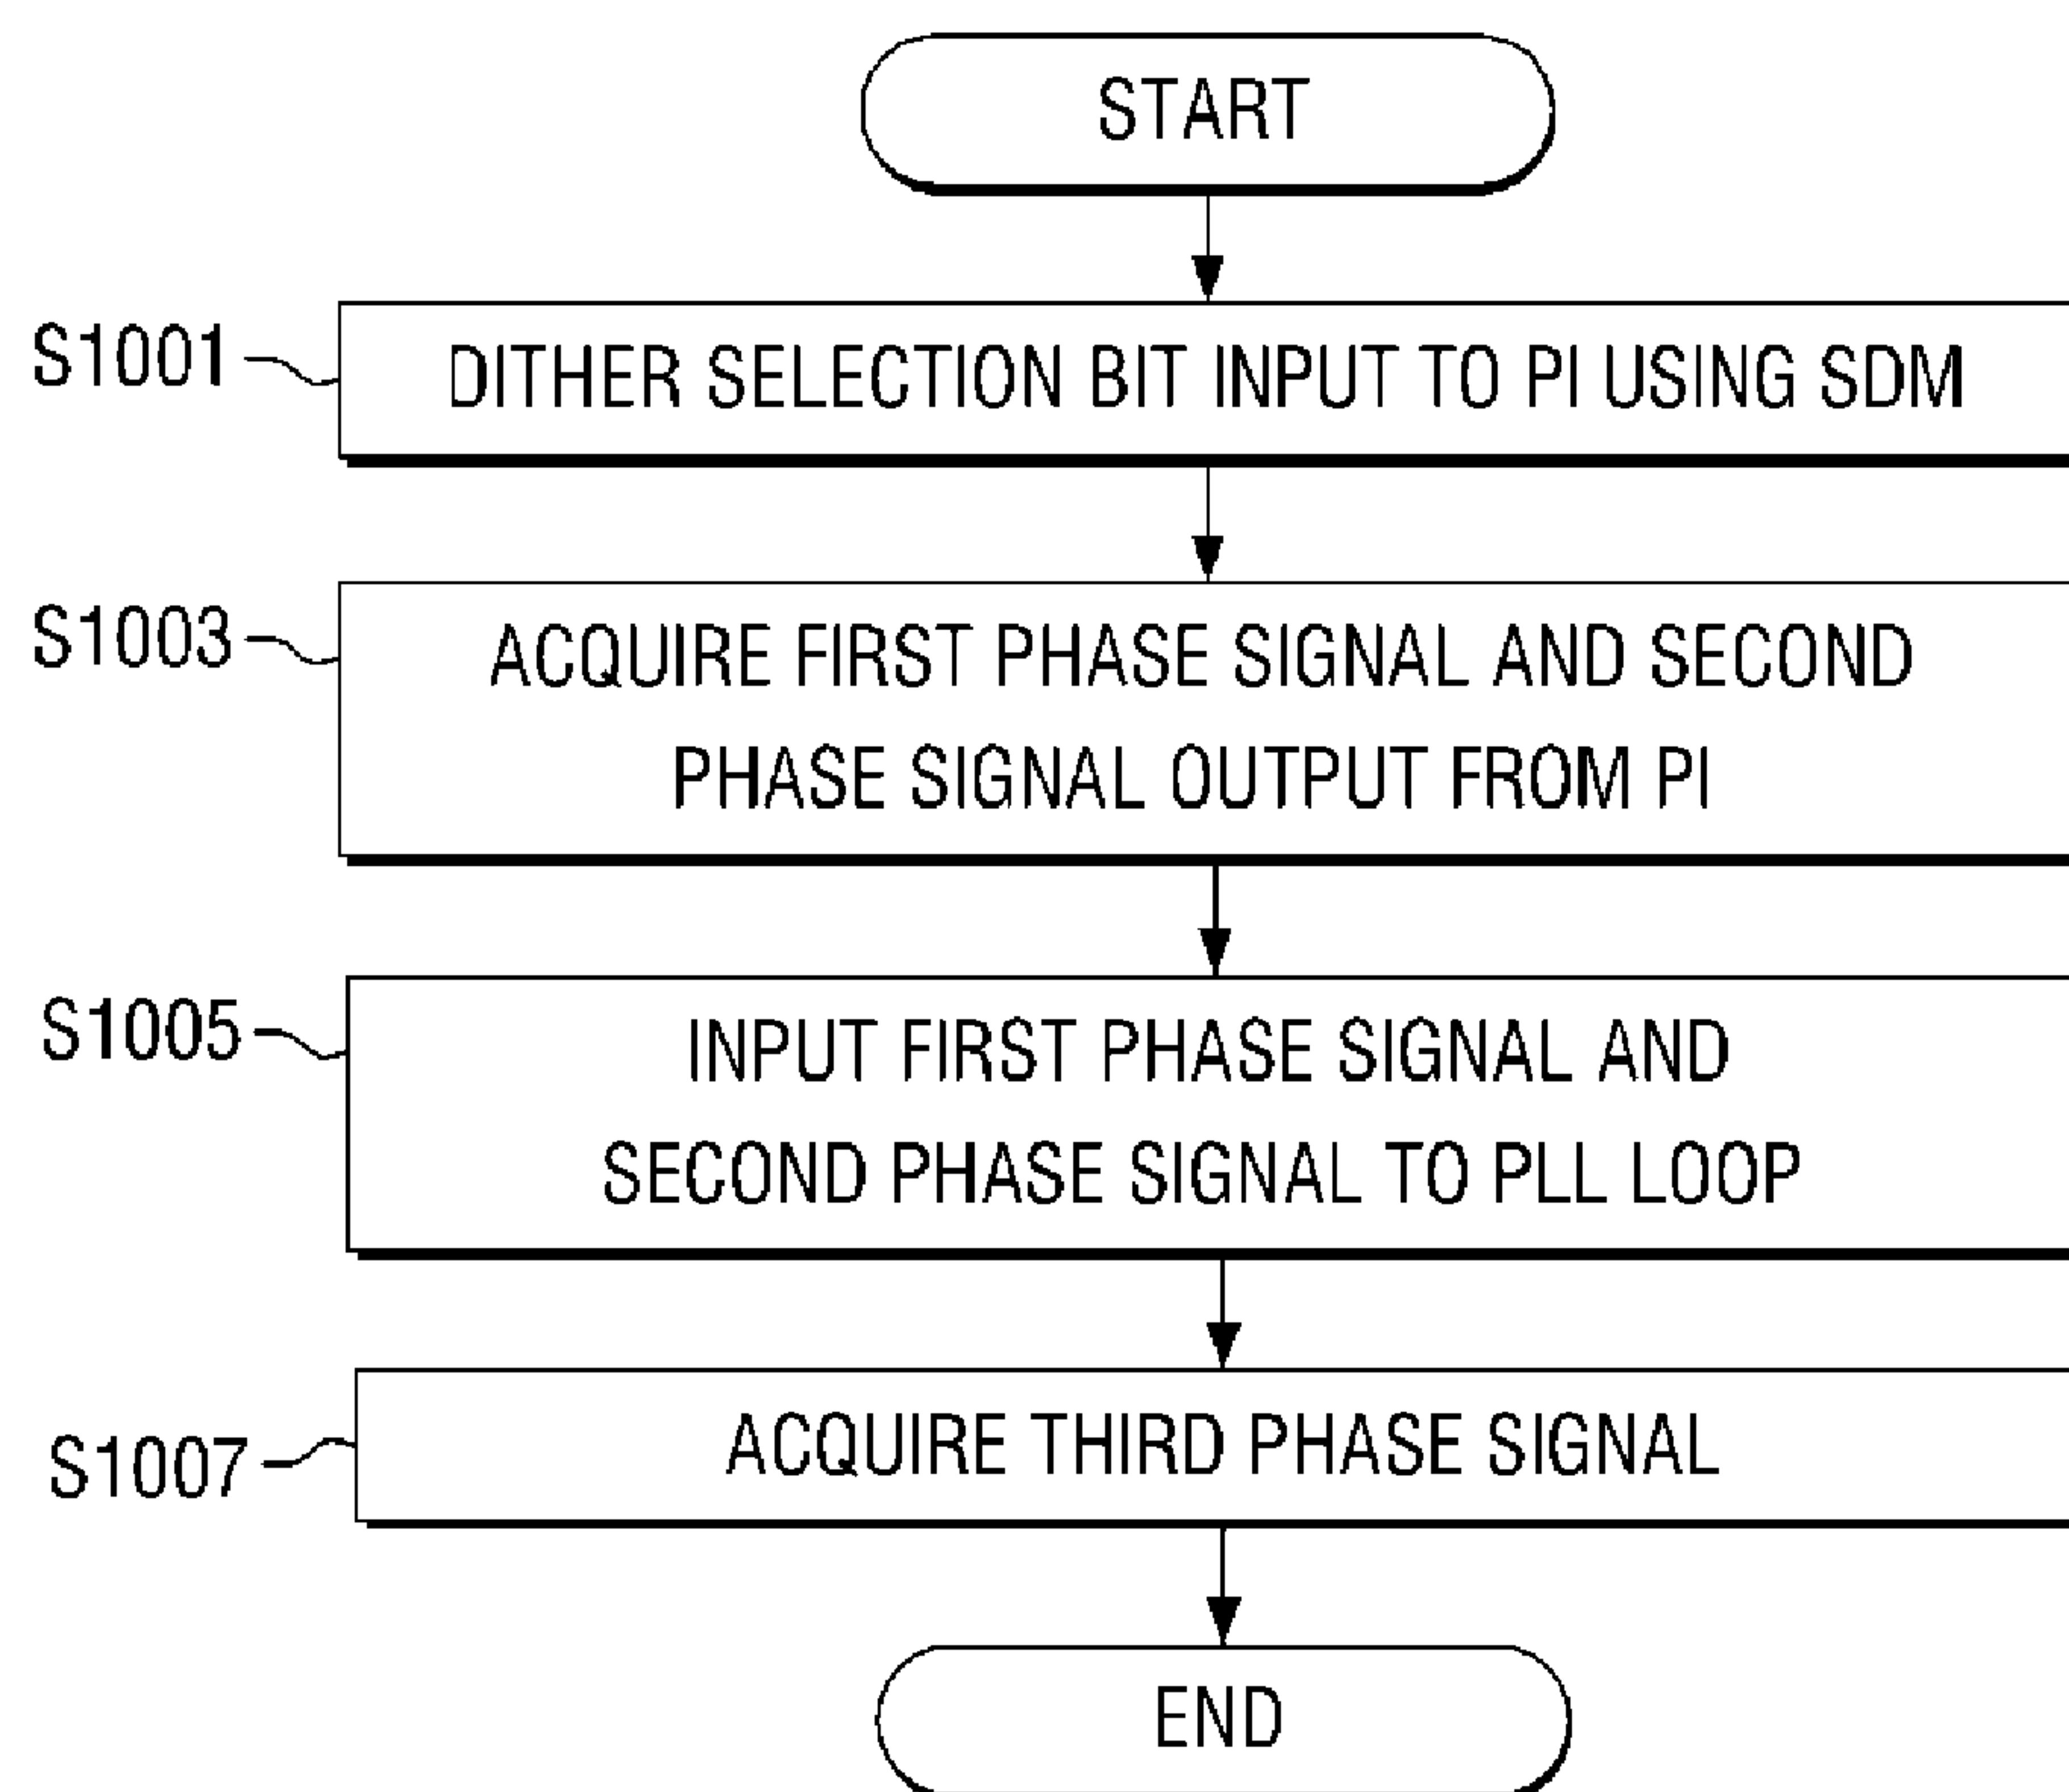 START
S1001
DITHER SELECTION BIT INPUT TO PI USING SDM
S1003
ACQUIRE FIRST PHASE SIGNAL AND SECOND
PHASE SIGNAL OUTPUT FROM PI
S1005
INPUT FIRST PHASE SIGNAL AND
SECOND PHASE SIGNAL TO PLL LOOP
S1007
ACQUIRE THIRD PHASE SIGNAL
END